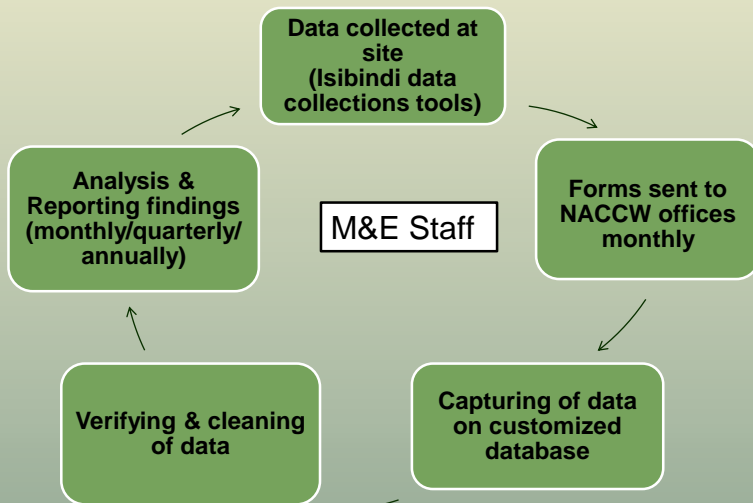 Data collected at
site
(Isibindi data
collections tools)
Forms sent to
NACCW offices
monthly
Capturing of data
on customized
database
Verifying & cleaning
of data
Analysis &
Reporting findings
(monthly/quarterly/
annually)
M&E Staff